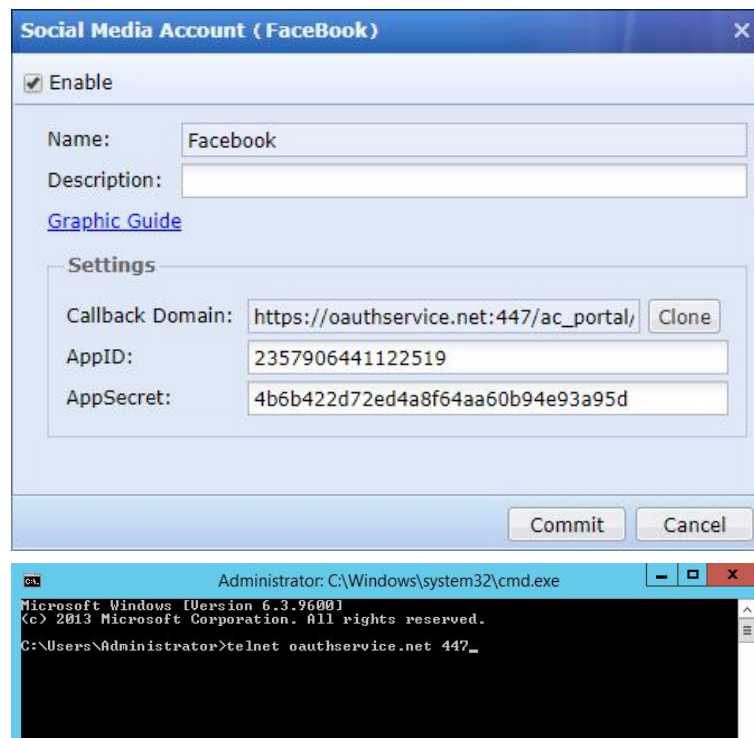 Social Media Account (FaceBook)
Enable
Name: Facebook
Description:
Graphic Guide
Settings
Callback Domain: https://oauthservice.net:447/ac_portal/ Clone
AppID: 2357906441122519
AppSecret: 4b6b422d72ed4a8f64aa60b94e93a95d
Commit Cancel
Administrator: C:\Windows\system32\cmd.exe
Microsoft Windows [Version 6.3.9600]
(c) 2013 Microsoft Corporation. All rights reserved.
C:\Users\Administrator>telnet oauthservice.net 447_